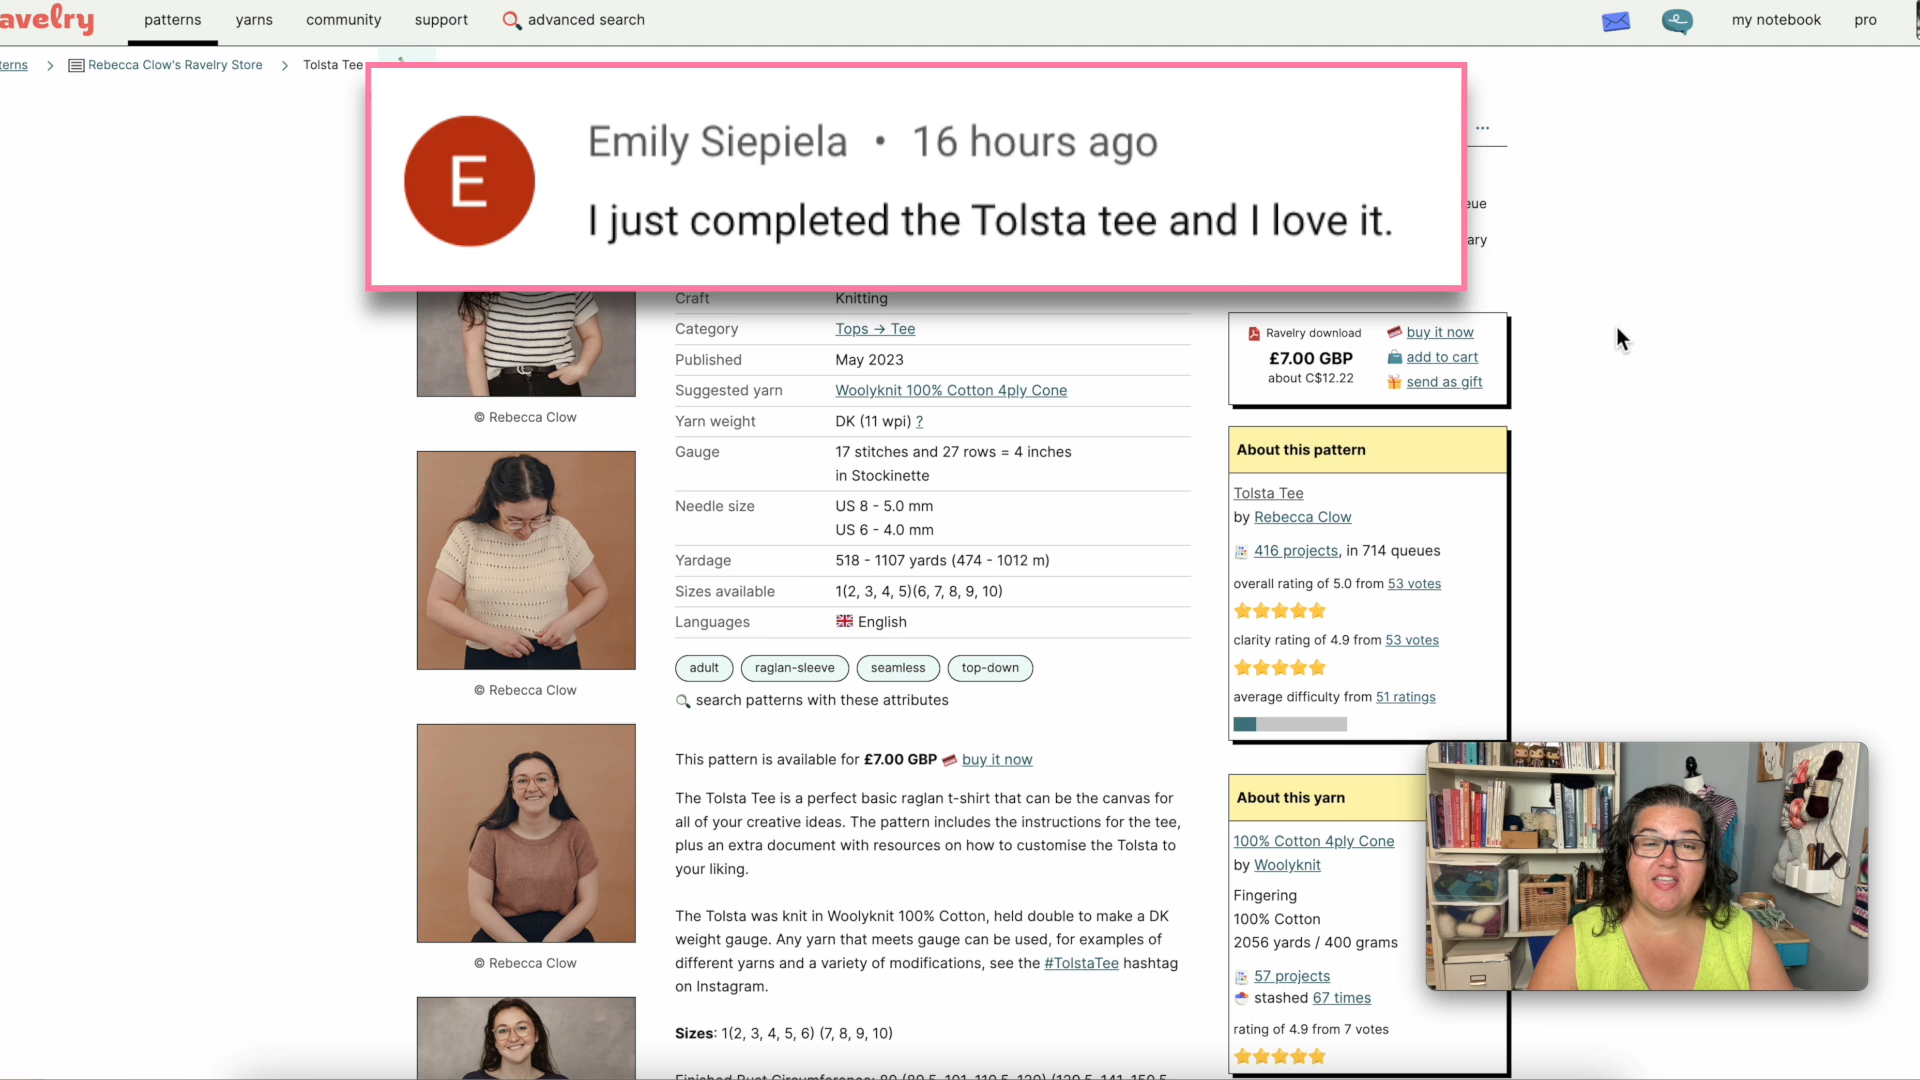 avelry
patterns
yarns
community
support
advanced search
my notebook
pro
terns > Rebecca Clow's Ravelry Store > Tolsta Tee
E
Emily Siepiela • 16 hours ago
I just completed the Tolsta tee and I love it.
...
eue
ary
Craft Knitting
Category Tops → Tee
Published May 2023
Suggested yarn Woolyknit 100% Cotton 4ply Cone
Yarn weight DK (11 wpi) ?
Gauge 17 stitches and 27 rows = 4 inches
in Stockinette
Needle size US 8 - 5.0 mm
US 6 - 4.0 mm
Yardage 518 - 1107 yards (474 - 1012 m)
Sizes available 1(2, 3, 4, 5)(6, 7, 8, 9, 10)
Languages English
adult raglan-sleeve seamless top-down
search patterns with these attributes
This pattern is available for £7.00 GBP buy it now
The Tolsta Tee is a perfect basic raglan t-shirt that can be the canvas for
all of your creative ideas. The pattern includes the instructions for the tee,
plus an extra document with resources on how to customise the Tolsta to
your liking.
The Tolsta was knit in Woolyknit 100% Cotton, held double to make a DK
weight gauge. Any yarn that meets gauge can be used, for examples of
different yarns and a variety of modifications, see the #TolstaTee hashtag
on Instagram.
Sizes: 1(2, 3, 4, 5, 6) (7, 8, 9, 10)
Finished Bust Circumference:
© Rebecca Clow
© Rebecca Clow
© Rebecca Clow
Ravelry download
£7.00 GBP
about C$12.22
buy it now
add to cart
send as gift
About this pattern
Tolsta Tee
by Rebecca Clow
416 projects, in 714 queues
overall rating of 5.0 from 53 votes
clarity rating of 4.9 from 53 votes
average difficulty from 51 ratings
About this yarn
100% Cotton 4ply Cone
by Woolyknit
Fingering
100% Cotton
2056 yards / 400 grams
57 projects
stashed 67 times
rating of 4.9 from 7 votes